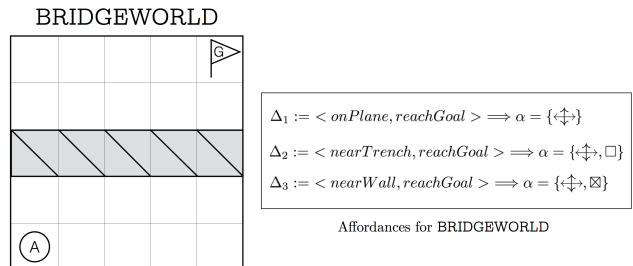 BRIDGEWORLD
G
A
Δ₁ := < onPlane, reachGoal > ⟹ α = {↔↕}
Δ₂ := < nearTrench, reachGoal > ⟹ α = {↔↕, □}
Δ₃ := < nearWall, reachGoal > ⟹ α = {↔↕, ⊠}
Affordances for BRIDGEWORLD